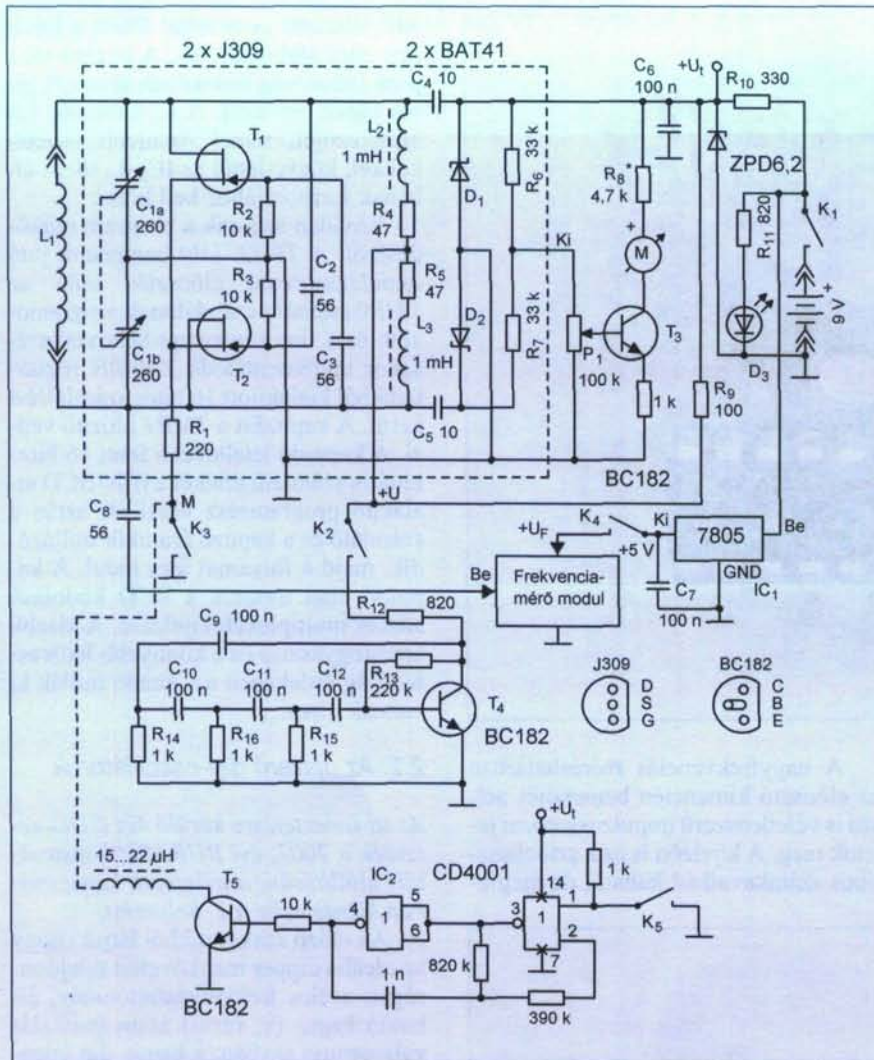 2 x J309
2 x BAT41
C4 10
C6
100 n
+Ut
R10 330
T1
L2
1 mH
R6 33 k
ZPD6,2
R8
4,7 k
D1
L1
C1a
260
R2
10 k
R4
47
+
M
R11 820
K1
R3
10 k
C2
56
Ki
R5
47
9 V
+
C1b
260
T2
C3
56
L3
1 mH
D2
R7 33 k
P1
100 k
T3
D3
R1
220
C5 10
1 k
R9
100
BC182
C8
56
M
K3
+U
K2
K4
Ki
7805
Be
+UF
+5 V
GND
IC1
Be
Frekvencia-
mérő modul
C7
100 n
R12 820
C9 100 n
C10
100 n
C11
100 n
C12
100 n
R13
220 k
J309
D
S
G
BC182
C
B
E
T4
BC182
R14
1 k
R16
1 k
R15
1 k
+Ut
15...22 µH
T5
IC2
CD4001
10 k
4
1
5
6
3
1
14
1
2
7
1 k
K5
1 n
820 k
390 k
BC182